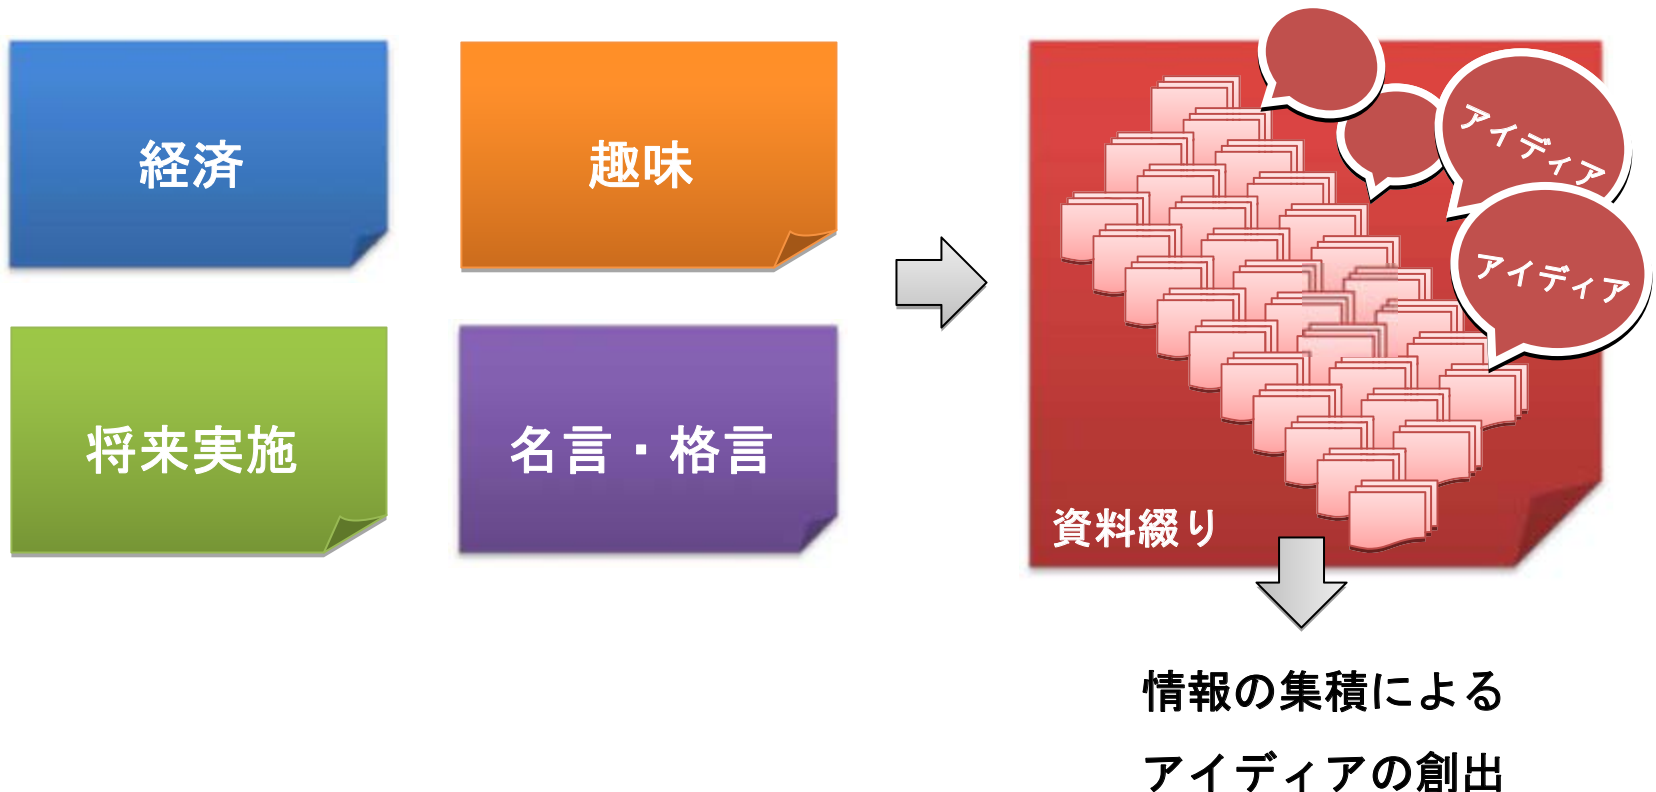 経済
趣味
将来実施
名言・格言
アイディア
アイディア
資料綴り
情報の集積による
アイディアの創出